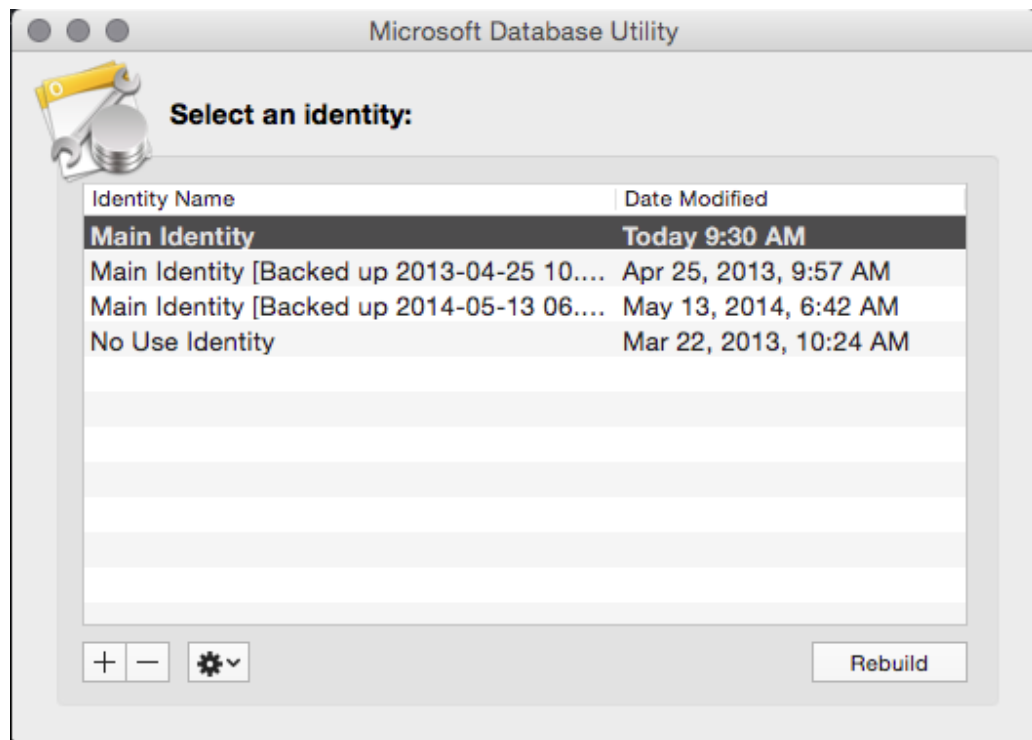 Microsoft Database Utility
Select an identity:
Identity Name Date Modified
Main Identity Today 9:30 AM
Main Identity [Backed up 2013-04-25 10.... Apr 25, 2013, 9:57 AM
Main Identity [Backed up 2014-05-13 06.... May 13, 2014, 6:42 AM
No Use Identity Mar 22, 2013, 10:24 AM
Rebuild